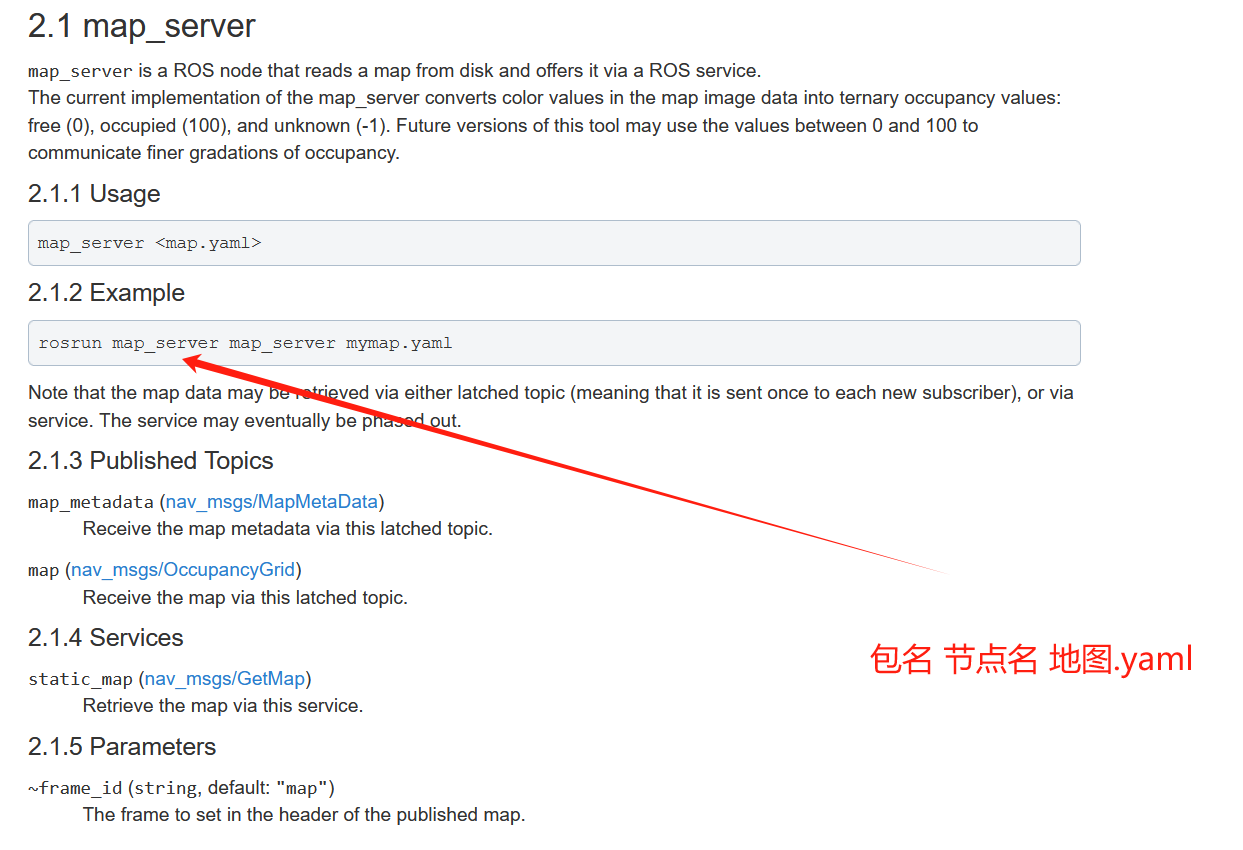 2.1 map_server
map_server is a ROS node that reads a map from disk and offers it via a ROS service.
The current implementation of the map_server converts color values in the map image data into ternary occupancy values:
free (0), occupied (100), and unknown (-1). Future versions of this tool may use the values between 0 and 100 to
communicate finer gradations of occupancy.
2.1.1 Usage
map_server <map.yaml>
2.1.2 Example
rosrun map_server map_server mymap.yaml
Note that the map data may be retrieved via either latched topic (meaning that it is sent once to each new subscriber), or via
service. The service may eventually be phased out.
2.1.3 Published Topics
map_metadata (nav_msgs/MapMetaData)
Receive the map metadata via this latched topic.
map (nav_msgs/OccupancyGrid)
Receive the map via this latched topic.
2.1.4 Services
static_map (nav_msgs/GetMap)
Retrieve the map via this service.
包名 节点名 地图.yaml
2.1.5 Parameters
~frame_id (string, default: "map")
The frame to set in the header of the published map.